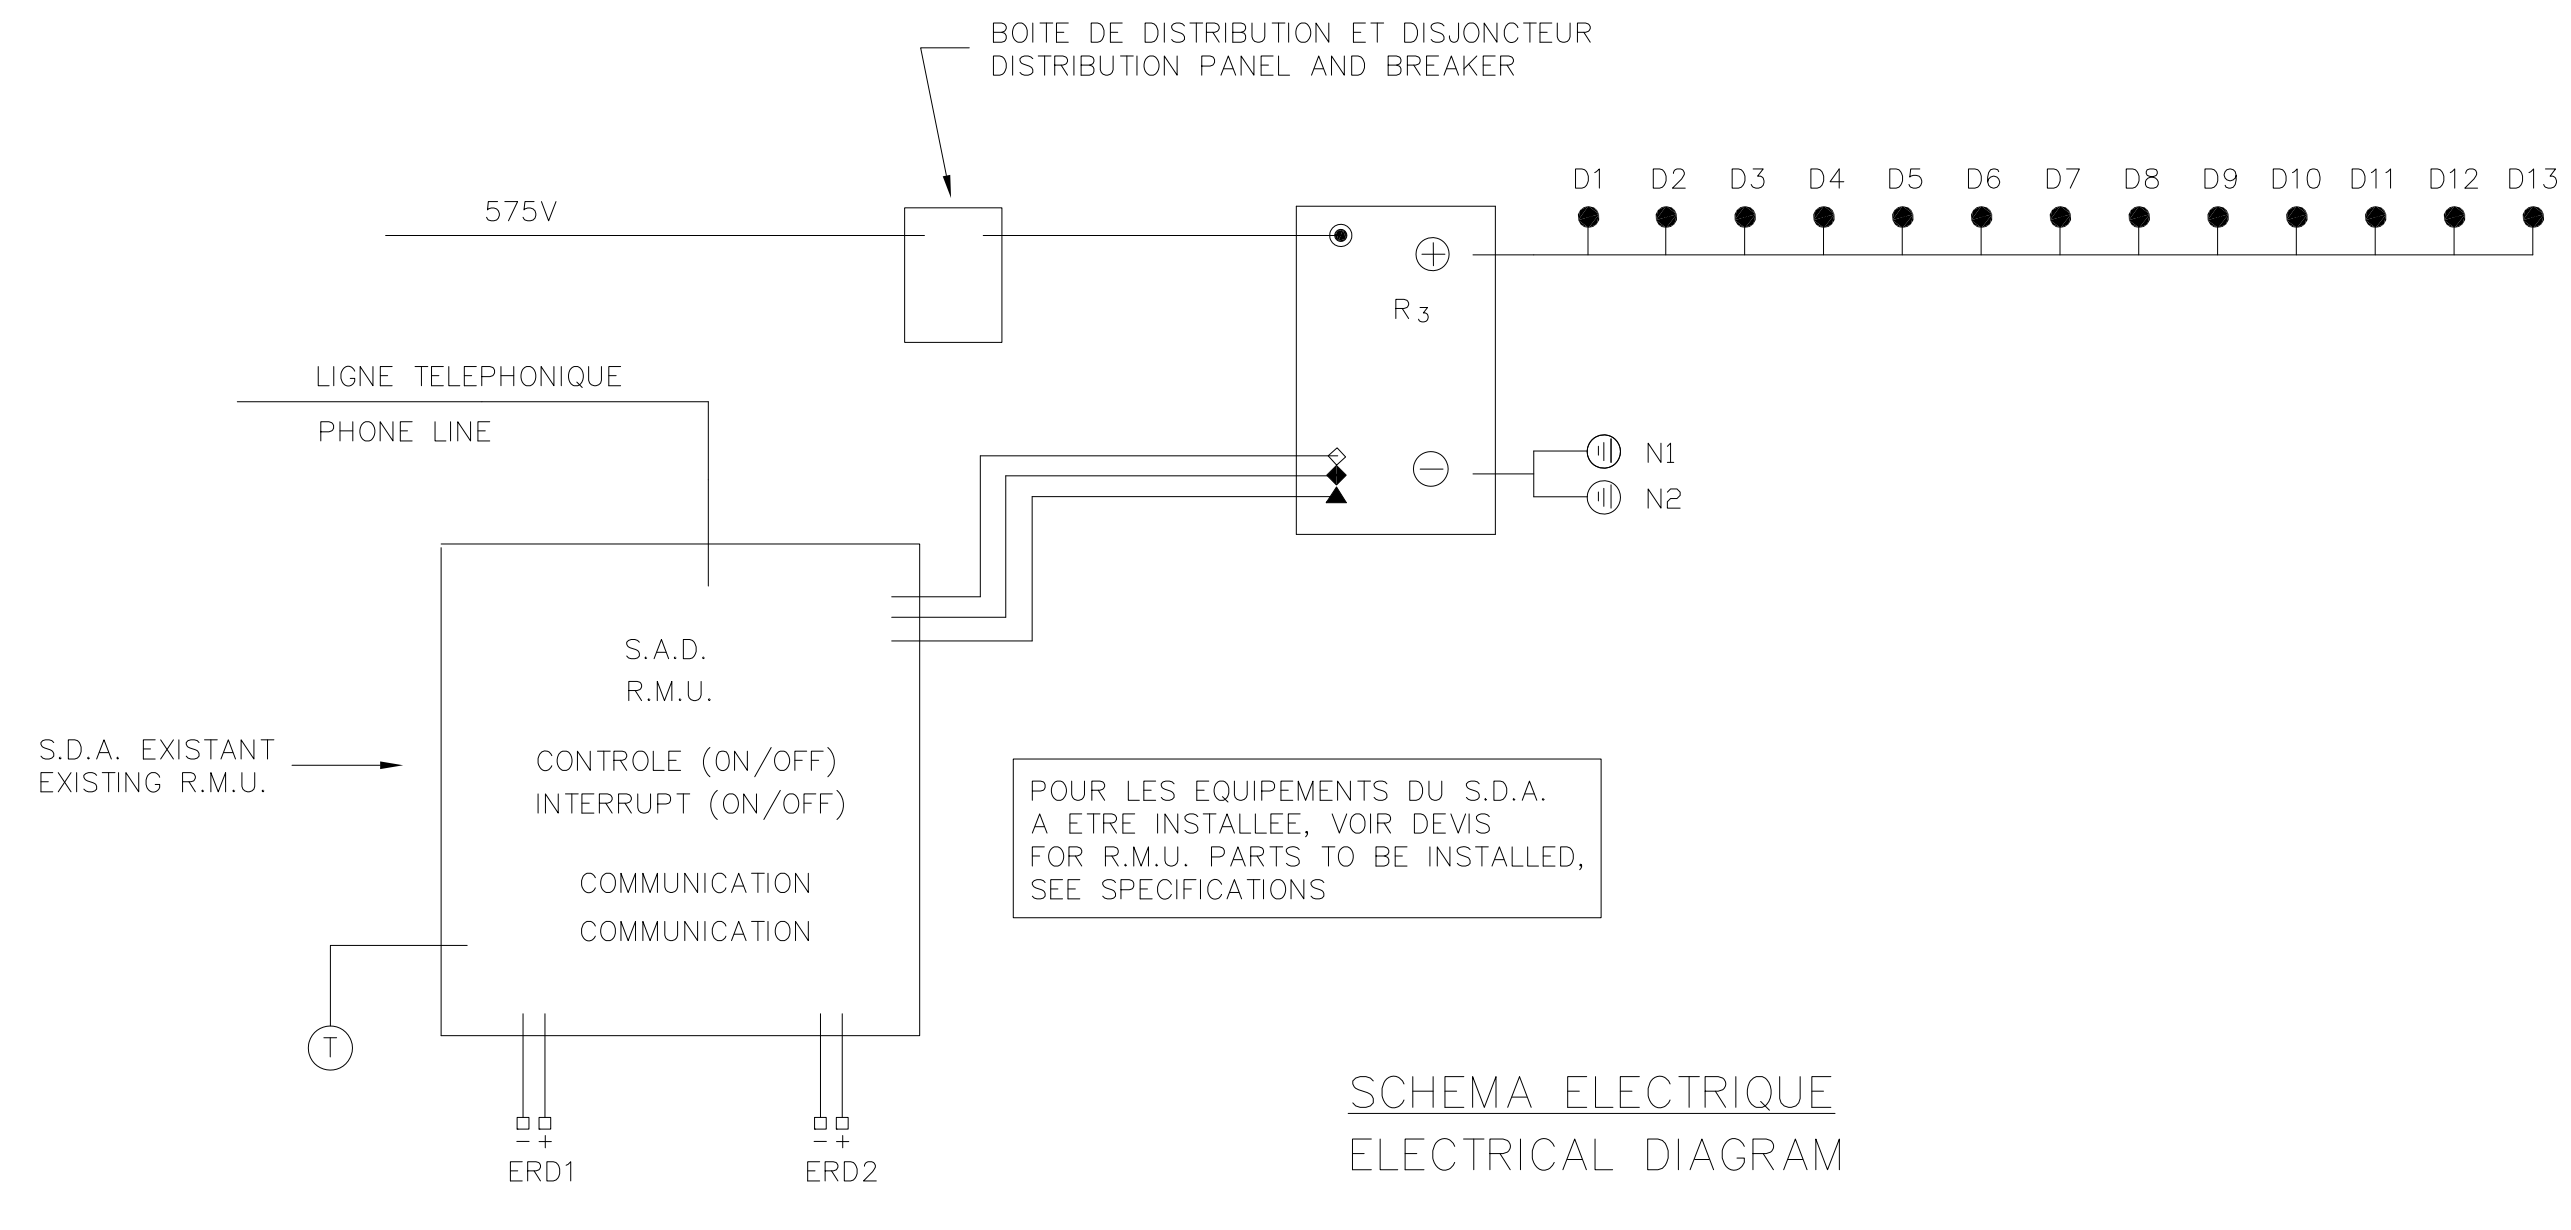 BOITE DE DISTRIBUTION ET DISJONCTEUR
DISTRIBUTION PANEL AND BREAKER
D1 D2 D3 D4 D5 D6 D7 D8 D9 D10 D11 D12 D13
575V
R3
LIGNE TELEPHONIQUE
PHONE LINE
N1
N2
S.A.D.
R.M.U.
S.D.A. EXISTANT
EXISTING R.M.U.
CONTROLE (ON/OFF)
INTERRUPT (ON/OFF)
COMMUNICATION
COMMUNICATION
POUR LES EQUIPEMENTS DU S.D.A.
A ETRE INSTALLEE, VOIR DEVIS
FOR R.M.U. PARTS TO BE INSTALLED,
SEE SPECIFICATIONS
T
- +
ERD1
- +
ERD2
SCHEMA ELECTRIQUE
ELECTRICAL DIAGRAM